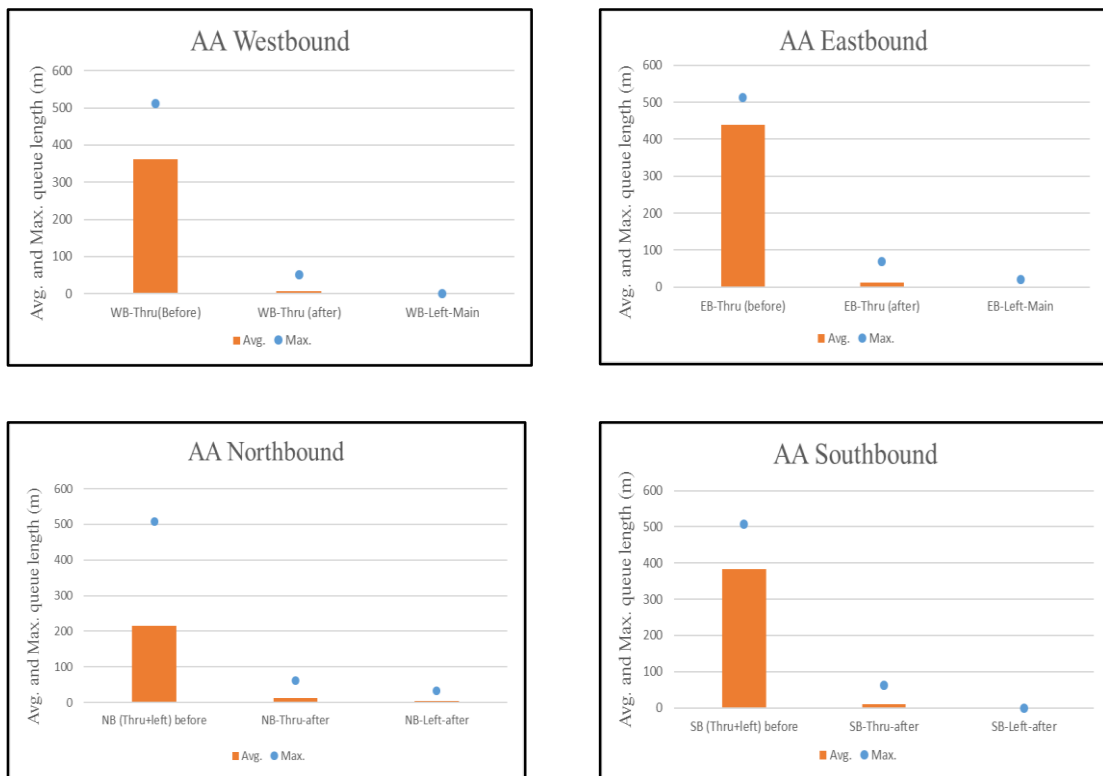 AA Westbound
Avg. and Max. queue length (m)
600
500
400
300
200
100
0
WB-Thru(Before) WB-Thru (after) WB-Left-Main
Avg. Max.
AA Eastbound
Avg. and Max. queue length (m)
600
500
400
300
200
100
0
EB-Thru (before) EB-Thru (after) EB-Left-Main
Avg. Max.
AA Northbound
Avg. and Max. queue length (m)
600
500
400
300
200
100
0
NB (Thru+left) before NB-Thru-after NB-Left-after
Avg. Max.
AA Southbound
Avg. and Max. queue length (m)
600
500
400
300
200
100
0
SB (Thru+left) before SB-Thru-after SB-Left-after
Avg. Max.